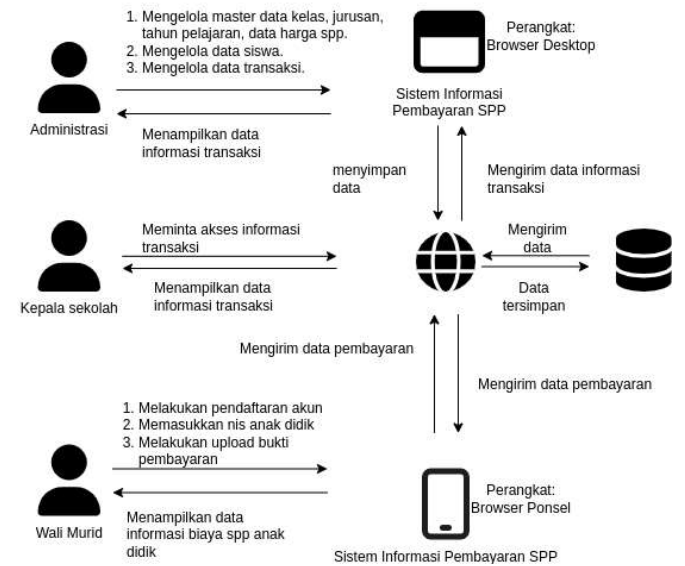 1. Mengelola master data kelas, jurusan,
tahun pelajaran, data harga spp.
2. Mengelola data siswa.
3. Mengelola data transaksi.
Perangkat:
Browser Desktop
Administrasi
Menampilkan data
informasi transaksi
Sistem Informasi
Pembayaran SPP
menyimpan
data
Mengirim data informasi
transaksi
Meminta akses informasi
transaksi
Mengirim
data
Kepala sekolah
Menampilkan data
informasi transaksi
Data
tersimpan
Mengirim data pembayaran
Mengirim data pembayaran
1. Melakukan pendaftaran akun
2. Memasukkan nis anak didik
3. Melakukan upload bukti
pembayaran
Wali Murid
Menampilkan data
informasi biaya spp anak
didik
Perangkat:
Browser Ponsel
Sistem Informasi Pembayaran SPP